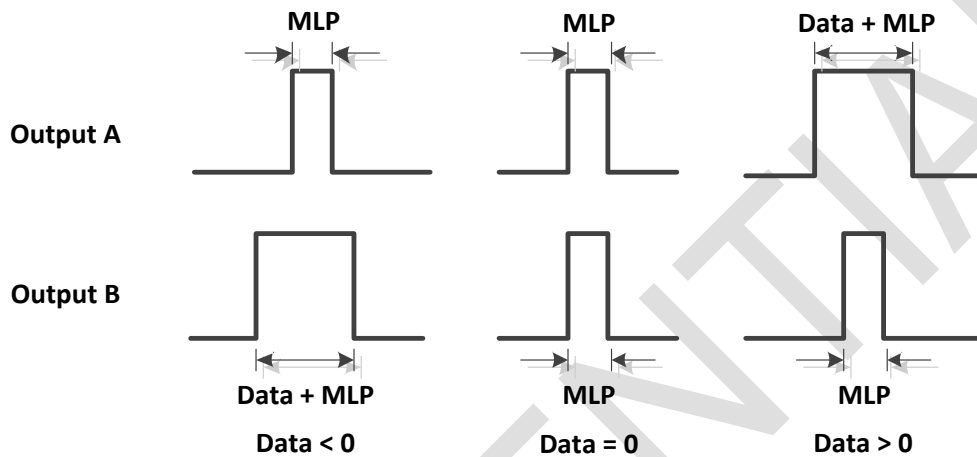 MLP MLP Data + MLP
Output A
Output B
Data + MLP MLP MLP
Data < 0 Data = 0 Data > 0